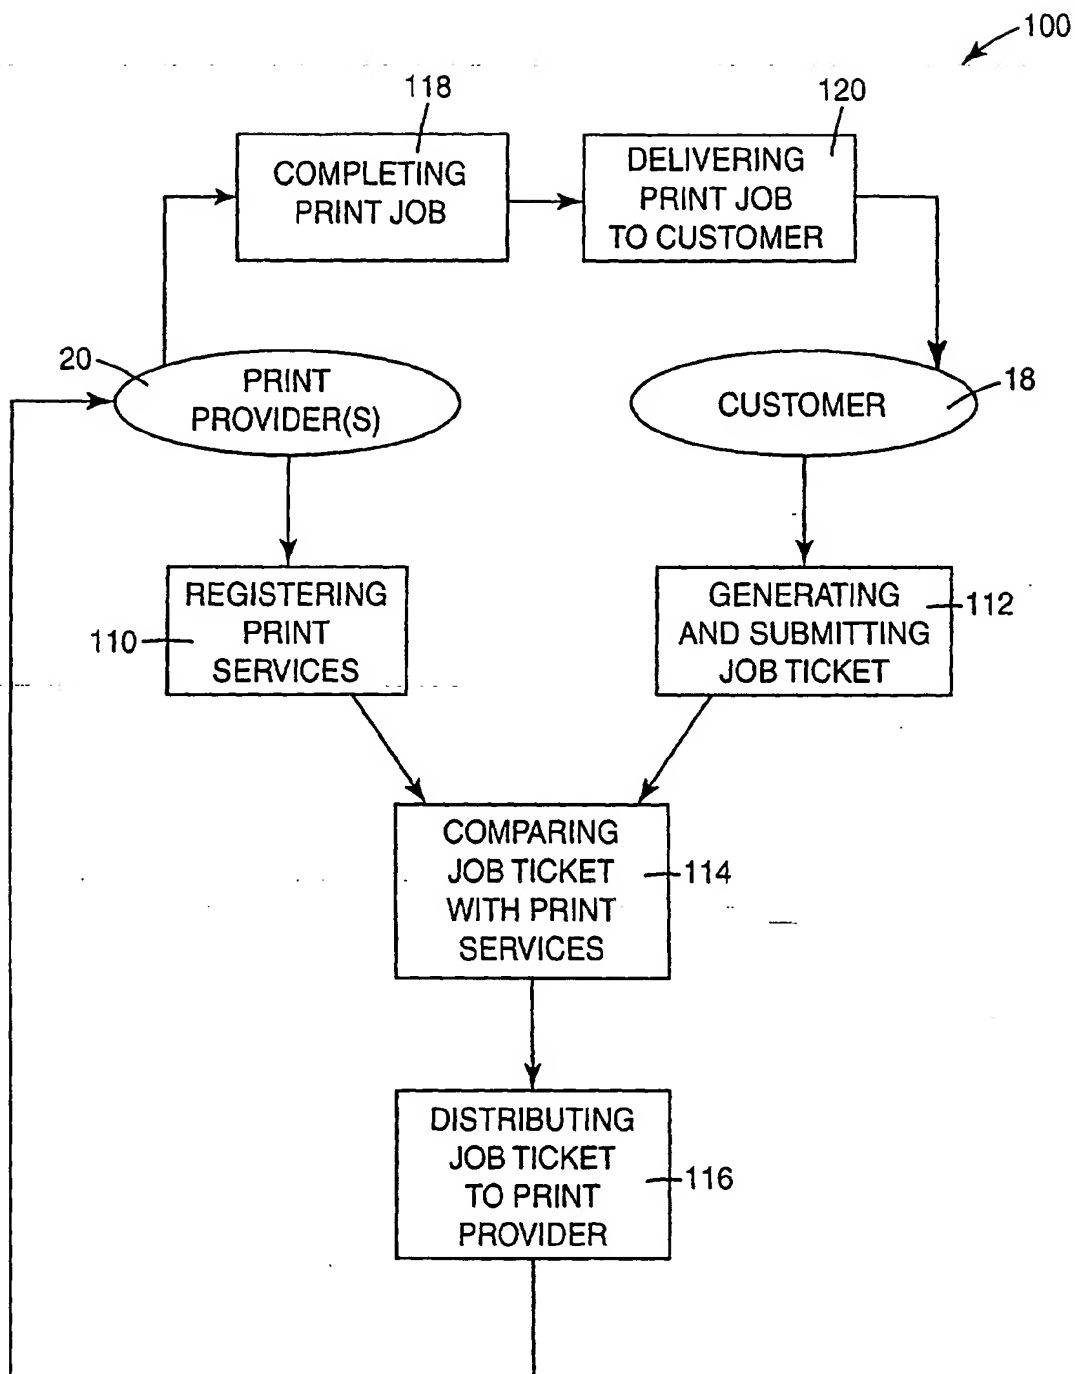 100
118
120
COMPLETING
PRINT JOB
DELIVERING
PRINT JOB
TO CUSTOMER
20
PRINT
PROVIDER(S)
CUSTOMER
18
REGISTERING
PRINT
SERVICES
110
GENERATING
AND SUBMITTING
JOB TICKET
112
COMPARING
JOB TICKET
WITH PRINT
SERVICES
114
DISTRIBUTING
JOB TICKET
TO PRINT
PROVIDER
116